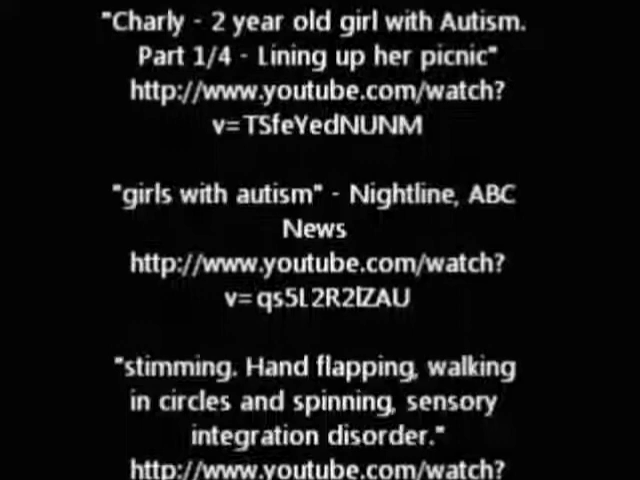 "Charly - 2 year old girl with Autism.
Part 1/4 - Lining up her picnic"
http://www.youtube.com/watch?
v=TSfeYedNUNM
"girls with autism" - Nightline, ABC
News
http://www.youtube.com/watch?
v=qs5L2R2lZAU
"stimming. Hand flapping, walking
in circles and spinning, sensory
integration disorder."
http://www.youtube.com/watch?